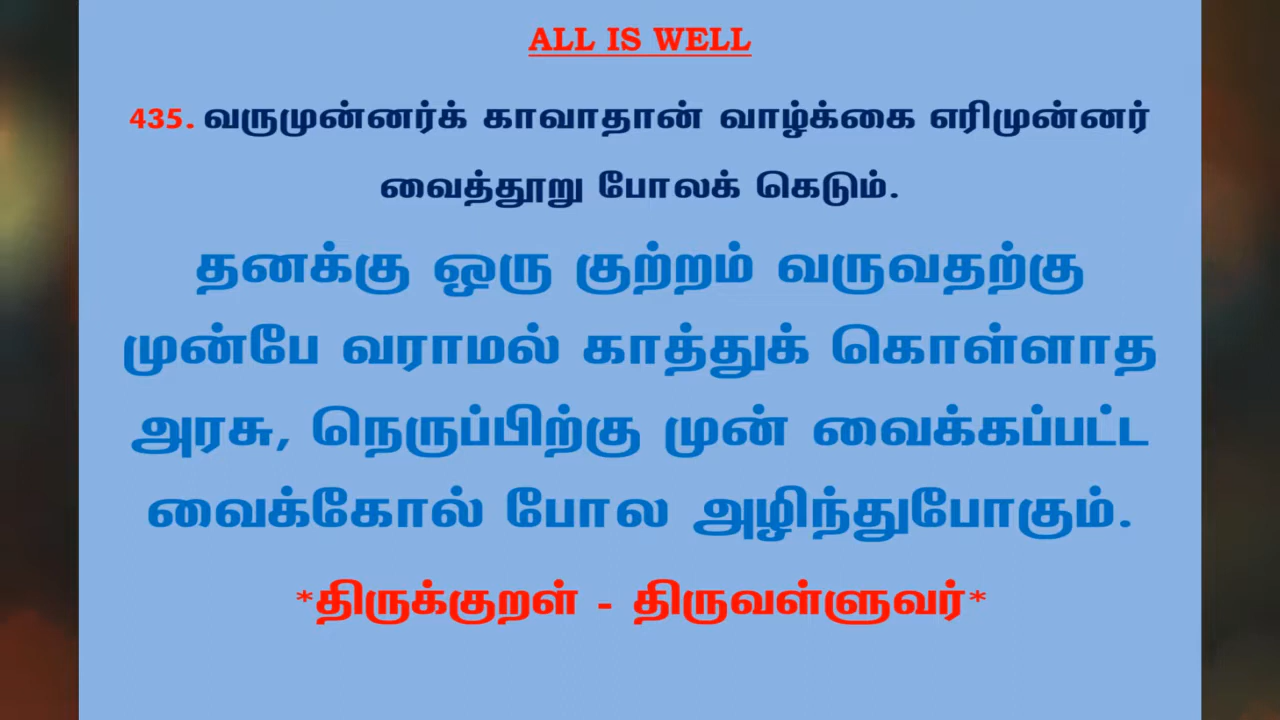 ALL IS WELL
435. வருமுன்னர்க் காவாதான் வாழ்க்கை எரிமுன்னர்
வைத்தூறு போலக் கெடும்.
தனக்கு ஒரு குற்றம் வருவதற்கு
முன்பே வராமல் காத்துக் கொள்ளாத
அரசு, நெருப்பிற்கு முன் வைக்கப்பட்ட
வைக்கோல் போல அழிந்துபோகும்.
*திருக்குறள் - திருவள்ளுவர்*